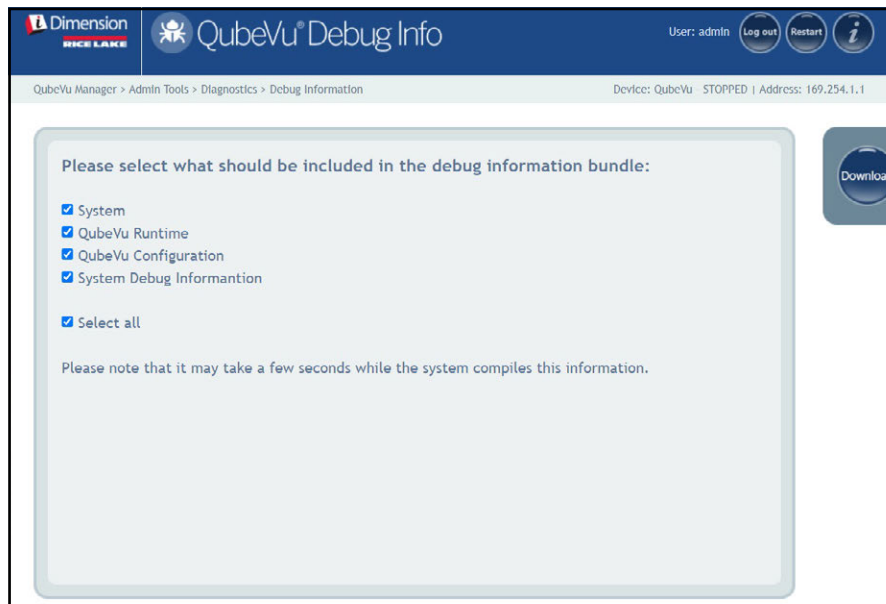 iDimension
RICE LAKE
QubeVu® Debug Info
User: admin
Log out
Restart
i
QubeVu Manager > Admin Tools > Diagnostics > Debug Information
Device: QubeVu - STOPPED | Address: 169.254.1.1
Please select what should be included in the debug information bundle:
Downloa
System
QubeVu Runtime
QubeVu Configuration
System Debug Informantion
Select all
Please note that it may take a few seconds while the system compiles this information.